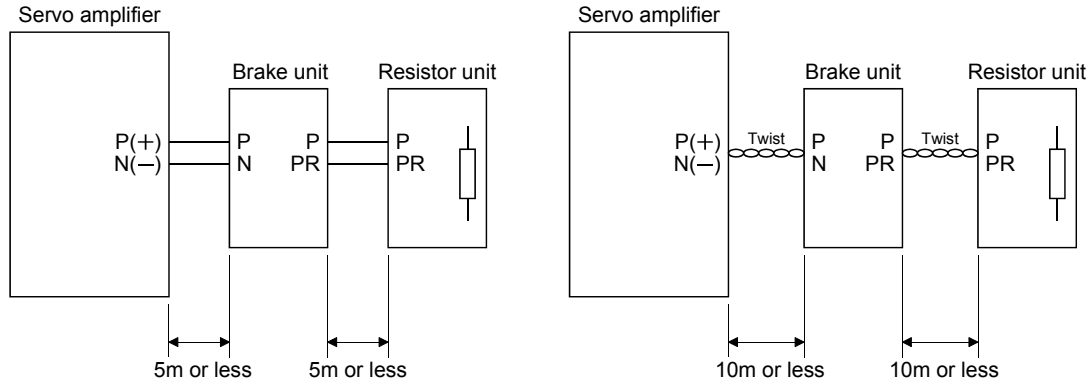 Servo amplifier
Brake unit
Resistor unit
P(+)
N(−)
P
N
P
PR
P
PR
5m or less
5m or less
Servo amplifier
Brake unit
Resistor unit
P(+)
N(−)
Twist
P
N
P
PR
Twist
P
PR
10m or less
10m or less